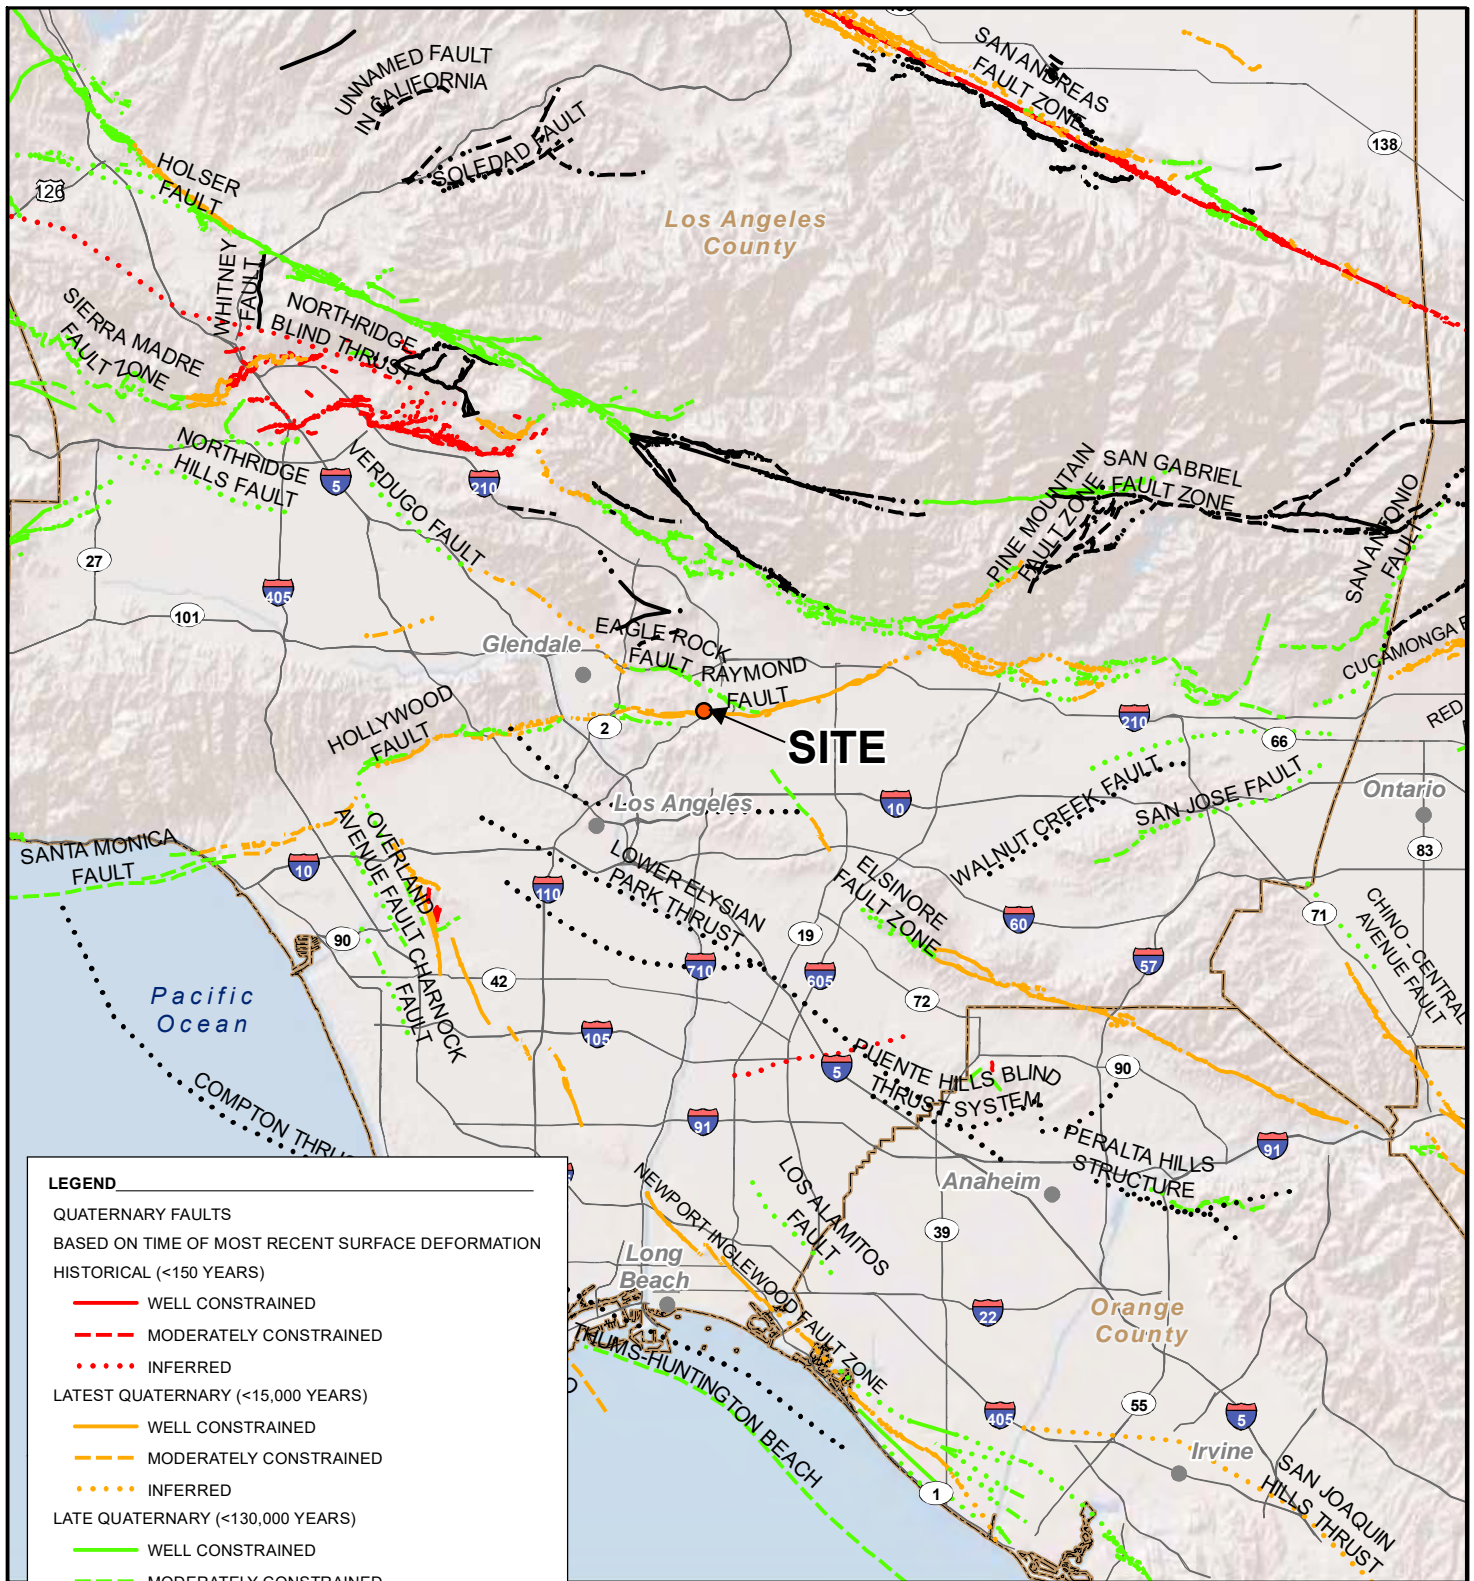 UNNAMED FAULT
IN CALIFORNIA
SOLEDAD FAULT
SAN ANDREAS
FAULT ZONE
138
126
HOLSER
FAULT
Los Angeles
County
WHITNEY
FAULT
SIERRA MADRE
FAULT ZONE
NORTHRIDGE
BLIND THRUST
NORTHRIDGE
HILLS FAULT
5
VERDUGO FAULT
210
PINE MOUNTAIN
FAULT ZONE
SAN GABRIEL
FAULT ZONE
SAN ANTONIO
FAULT
27
405
101
Glendale
EAGLE ROCK
FAULT
RAYMOND
FAULT
CUCAMONGA F
HOLLYWOOD
FAULT
2
SITE
210
66
RED
Los Angeles
10
WALNUT CREEK FAULT
SAN JOSE FAULT
Ontario
83
SANTA MONICA
FAULT
10
OVERLAND
AVENUE FAULT
110
LOWER ELYSIAN
PARK THRUST
ELSINORE
FAULT ZONE
60
71
CHINO - CENTRAL
AVENUE FAULT
90
CHARNOCK
FAULT
42
710
19
605
72
57
Pacific
Ocean
105
5
PUENTE HILLS BLIND
THRUST SYSTEM
90
COMPTON THRUS
91
PERALTA HILLS
STRUCTURE
91
Anaheim
39
LOS ALAMITOS
FAULT
NEWPORT INGLEWOOD FAULT ZONE
Long
Beach
22
Orange
County
THUMS-HUNTINGTON BEACH
405
55
5
Irvine
1
SAN JOAQUIN
HILLS THRUST
LEGEND
QUATERNARY FAULTS
BASED ON TIME OF MOST RECENT SURFACE DEFORMATION
HISTORICAL (<150 YEARS)
WELL CONSTRAINED
MODERATELY CONSTRAINED
INFERRED
LATEST QUATERNARY (<15,000 YEARS)
WELL CONSTRAINED
MODERATELY CONSTRAINED
INFERRED
LATE QUATERNARY (<130,000 YEARS)
WELL CONSTRAINED
MODERATELY CONSTRAINED